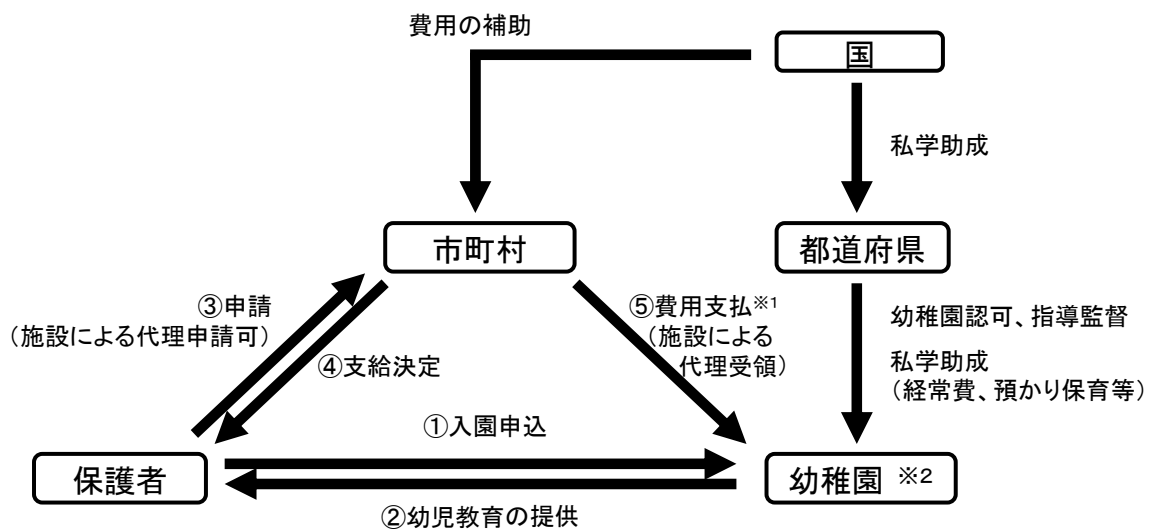 費用の補助
国
私学助成
市町村
都道府県
③申請
（施設による代理申請可）
④支給決定
⑤費用支払※1
（施設による
代理受領）
幼稚園認可、指導監督
私学助成
（経常費、預かり保育等）
①入園申込
保護者
幼稚園 ※2
②幼児教育の提供